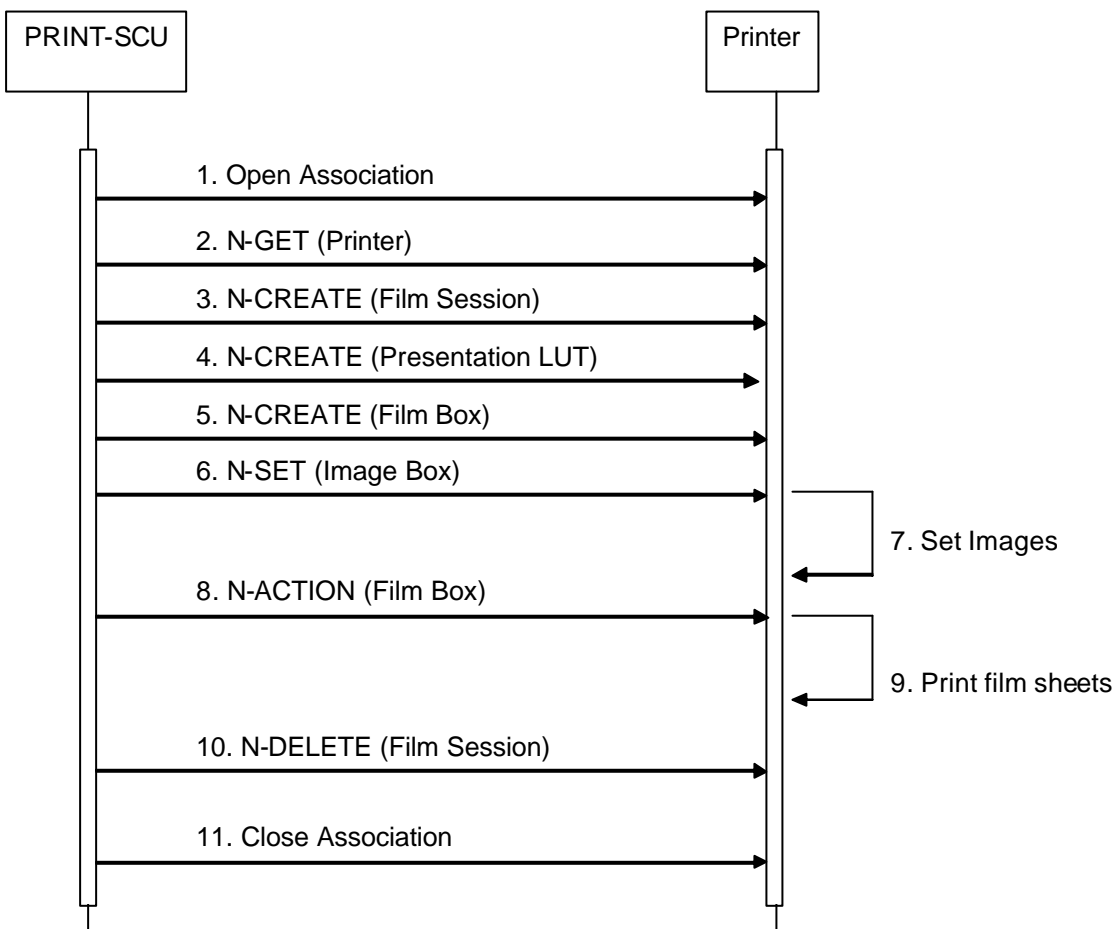 PRINT-SCU
Printer
1. Open Association
2. N-GET (Printer)
3. N-CREATE (Film Session)
4. N-CREATE (Presentation LUT)
5. N-CREATE (Film Box)
6. N-SET (Image Box)
7. Set Images
8. N-ACTION (Film Box)
9. Print film sheets
10. N-DELETE (Film Session)
11. Close Association